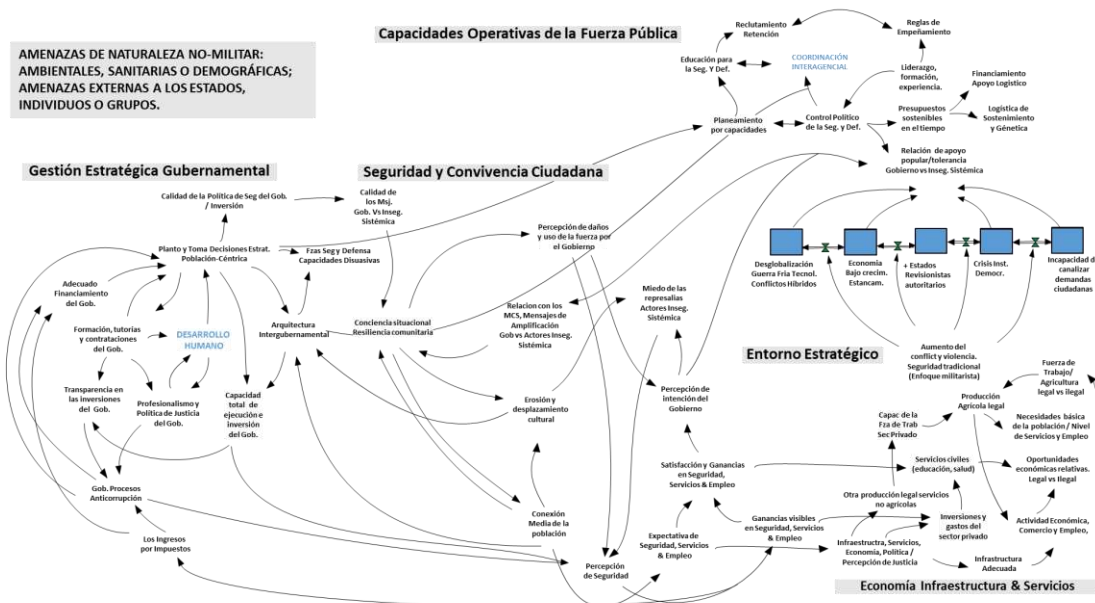 AMENAZAS DE NATURALEZA NO-MILITAR:
AMBIENTALES, SANITARIAS O DEMOGRÁFICAS;
AMENAZAS EXTERNAS A LOS ESTADOS,
INDIVIDUOS O GRUPOS.
Capacidades Operativas de la Fuerza Pública
Reclutamiento
Retención
Reglas de
Empeñamiento
Educación para
la Seg. Y Def.
COORDINACIÓN
INTERAGENCIAL
Liderazgo,
formación,
experiencia.
Financiamiento
Apoyo Logistico
Planeamiento
por capacidades
Control Político
de la Seg. y Def.
Presupuestos
sostenibles
en el tiempo
Logística de
Sostenimiento
y Génetica
Relación de apoyo
popular/tolerancia
Gobierno vs Inseg. Sistémica
Gestión Estratégica Gubernamental
Calidad de la Política de Seg del Gob.
/ Inversión
Calidad de
los Msj.
Gob. Vs Inseg.
Sistémica
Planto y Toma Decisiones Estrat.
Población-Céntrica
Fzas Seg y Defensa
Capacidades Disuasivas
Adecuado
Financiamiento
del Gob.
Formación, tutorias
y contrataciones
del Gob.
DESARROLLO
HUMANO
Arquitectura
Intergubernamental
Transparencia en
las inversiones
del Gob.
Profesionalismo y
Política de Justicia
del Gob.
Capacidad
total de
ejecución e
inversión
del Gob.
Gob. Procesos
Anticorrupción
Los Ingresos
por Impuestos
Seguridad y Convivencia Ciudadana
Percepción de daños
y uso de la fuerza por
el Gobierno
Conciencia situacional
Resiliencia comunitaria
Relacion con los
MCS, Mensajes de
Amplificación
Gob vs Actores Inseg.
Sistémica
Miedo de las
represalias
Actores Inseg.
Sistémica
Erosión y
desplazamiento
cultural
Percepción de
intención del
Gobierno
Satisfacción y Ganancias
en Seguridad,
Servicios & Empleo
Conexión
Media de la
población
Expectativa de
Seguridad, Servicios
& Empleo
Ganancias visibles
en Seguridad, Servicios
& Empleo
Percepción
de Seguridad
Desglobalización
Guerra Fria Tecnol.
Conflictos Híbridos
Economía
Bajo crecim.
Estancam.
+ Estados
Revisionistas
autoritarios
Crisis Inst.
Democr.
Incapacidad de
canalizar
demandas
ciudadanas
Entorno Estratégico
Aumento del
conflict y violencia.
Seguridad tradicional
(Enfoque militarista)
Fuerza de
Trabajo/
Agricultura
legal vs ilegal
Producción
Agrícola legal
Capac de la
Fza de Trab
Sec Privado
Necesidades básica
de la población / Nivel
de Servicios y Empleo
Servicios civiles
(educación, salud)
Oportunidades
económicas relativas.
Legal vs Ilegal
Otra producción legal servicios
no agrícolas
Inversiones y
gastos del
sector privado
Actividad Económica,
Comercio y Empleo,
Infraestructra, Servicios,
Economía, Política /
Percepción de Justicia
Infraestructura
Adecuada
Economía Infraestructura & Servicios